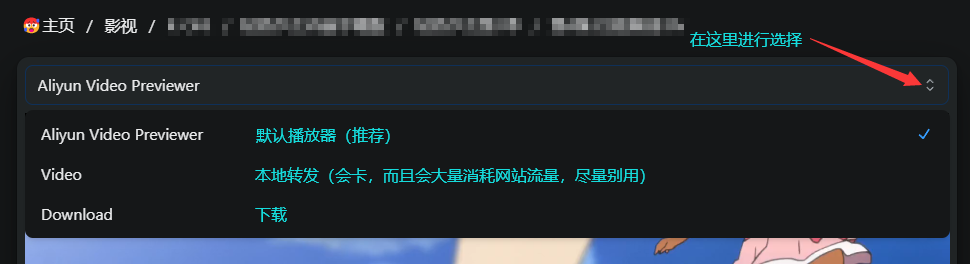 主页 / 影视 /
在这里进行选择
Aliyun Video Previewer
Aliyun Video Previewer 默认播放器（推荐）
Video 本地转发（会卡，而且会大量消耗网站流量，尽量别用）
Download 下载